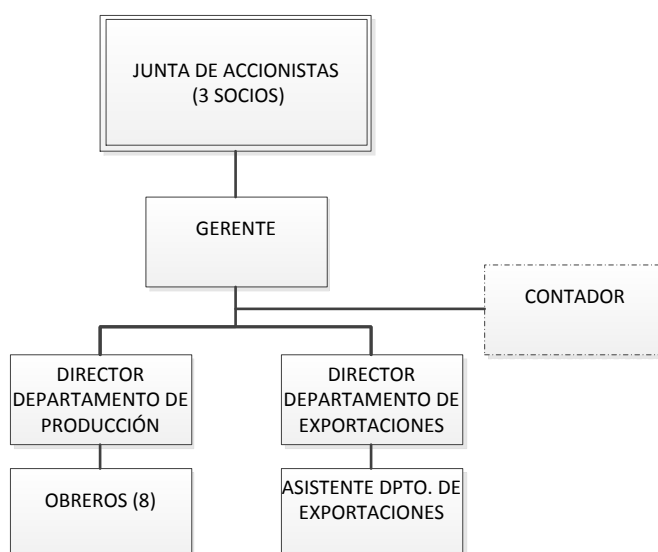 JUNTA DE ACCIONISTAS
(3 SOCIOS)
GERENTE
CONTADOR
DIRECTOR
DEPARTAMENTO DE
PRODUCCIÓN
DIRECTOR
DEPARTAMENTO DE
EXPORTACIONES
OBREROS (8)
ASISTENTE DPTO. DE
EXPORTACIONES